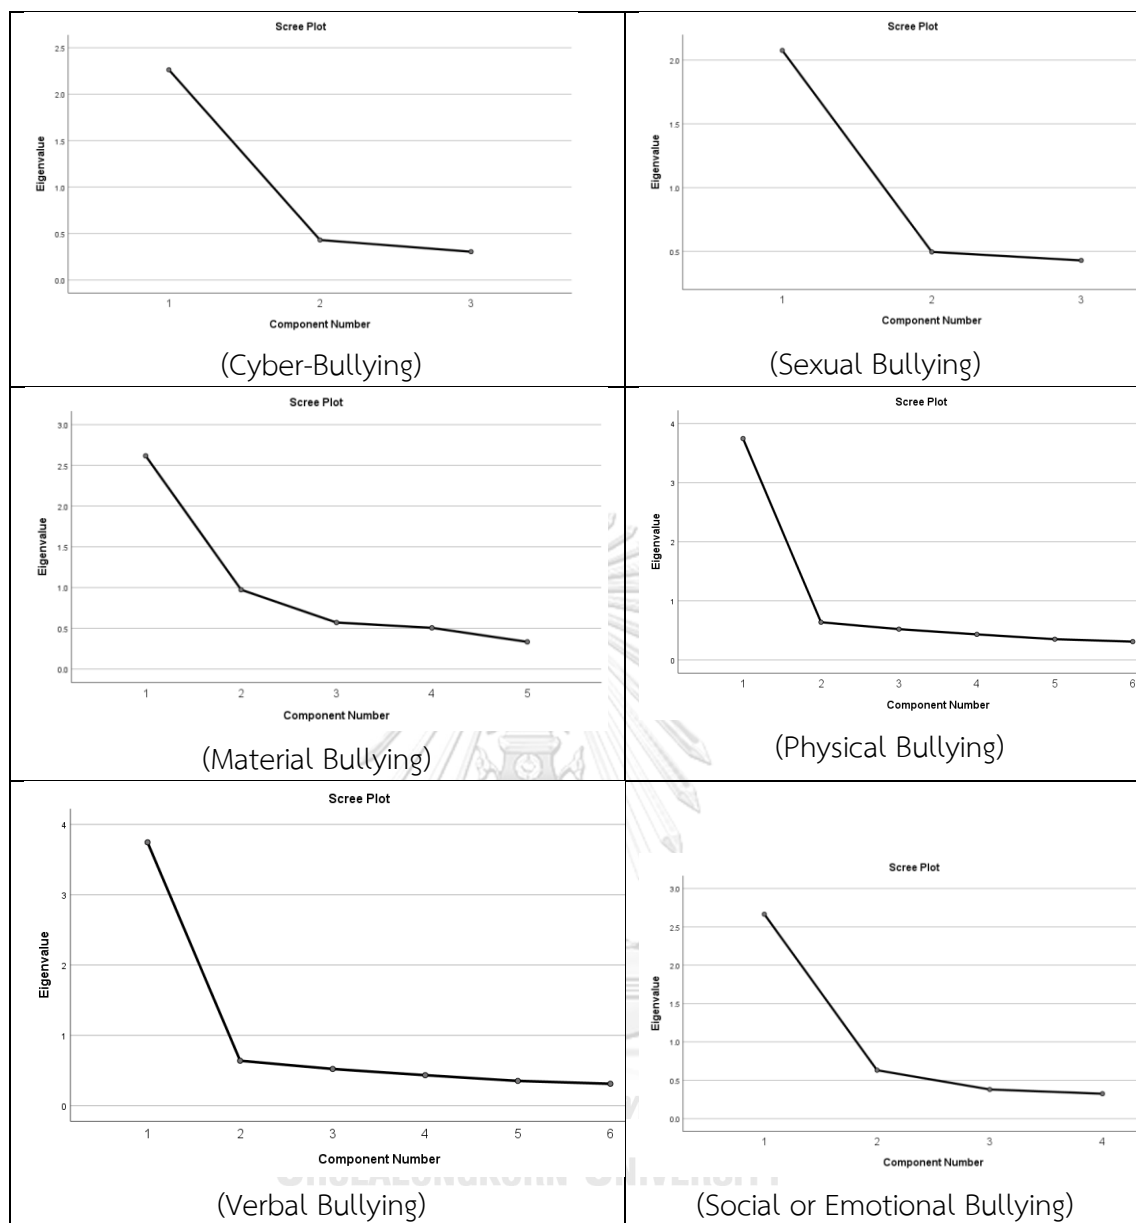 Scree Plot
2.5
2.0
1.5
1.0
0.5
0.0
Eigenvalue
1 2 3
Component Number
(Cyber-Bullying)
Scree Plot
2.0
1.5
1.0
0.5
Eigenvalue
1 2 3
Component Number
(Sexual Bullying)
Scree Plot
3.0
2.5
2.0
1.5
1.0
0.5
0.0
Eigenvalue
1 2 3 4 5
Component Number
(Material Bullying)
Scree Plot
4
3
2
1
0
Eigenvalue
1 2 3 4 5 6
Component Number
(Physical Bullying)
Scree Plot
4
3
2
1
0
Eigenvalue
1 2 3 4 5 6
Component Number
(Verbal Bullying)
Scree Plot
3.0
2.5
2.0
1.5
1.0
0.5
0.0
Eigenvalue
1 2 3 4
Component Number
(Social or Emotional Bullying)